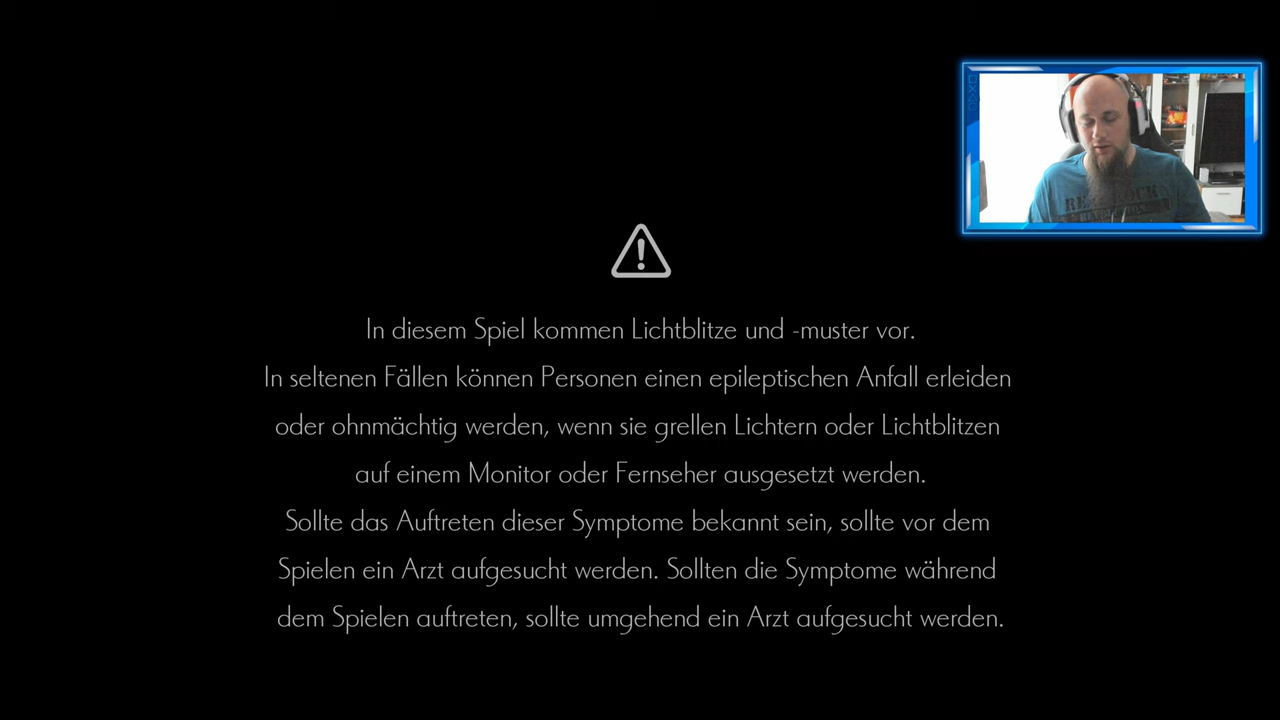 In diesem Spiel kommen Lichtblitze und -muster vor.
In seltenen Fällen können Personen einen epileptischen Anfall erleiden
oder ohnmächtig werden, wenn sie grellen Lichtern oder Lichtblitzen
auf einem Monitor oder Fernseher ausgesetzt werden.
Sollte das Auftreten dieser Symptome bekannt sein, sollte vor dem
Spielen ein Arzt aufgesucht werden. Sollten die Symptome während
dem Spielen auftreten, sollte umgehend ein Arzt aufgesucht werden.